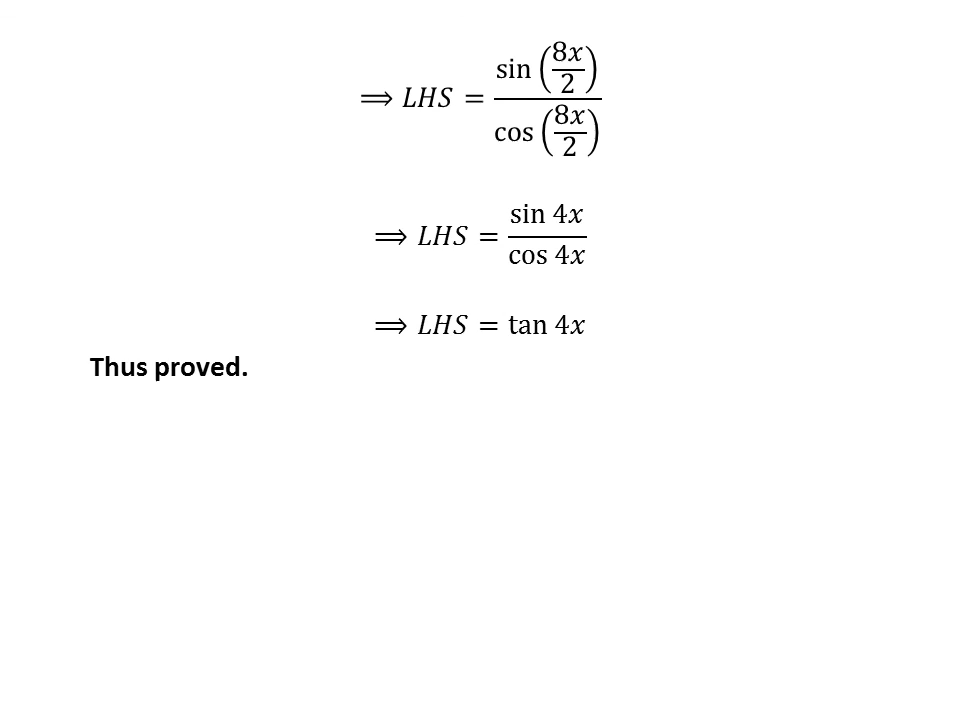 ⟹ 𝐿𝐻𝑆 = sin (8𝑥/2) / cos (8𝑥/2)
⟹ 𝐿𝐻𝑆 = sin 4𝑥 / cos 4𝑥
⟹ 𝐿𝐻𝑆 = tan 4𝑥
Thus proved.